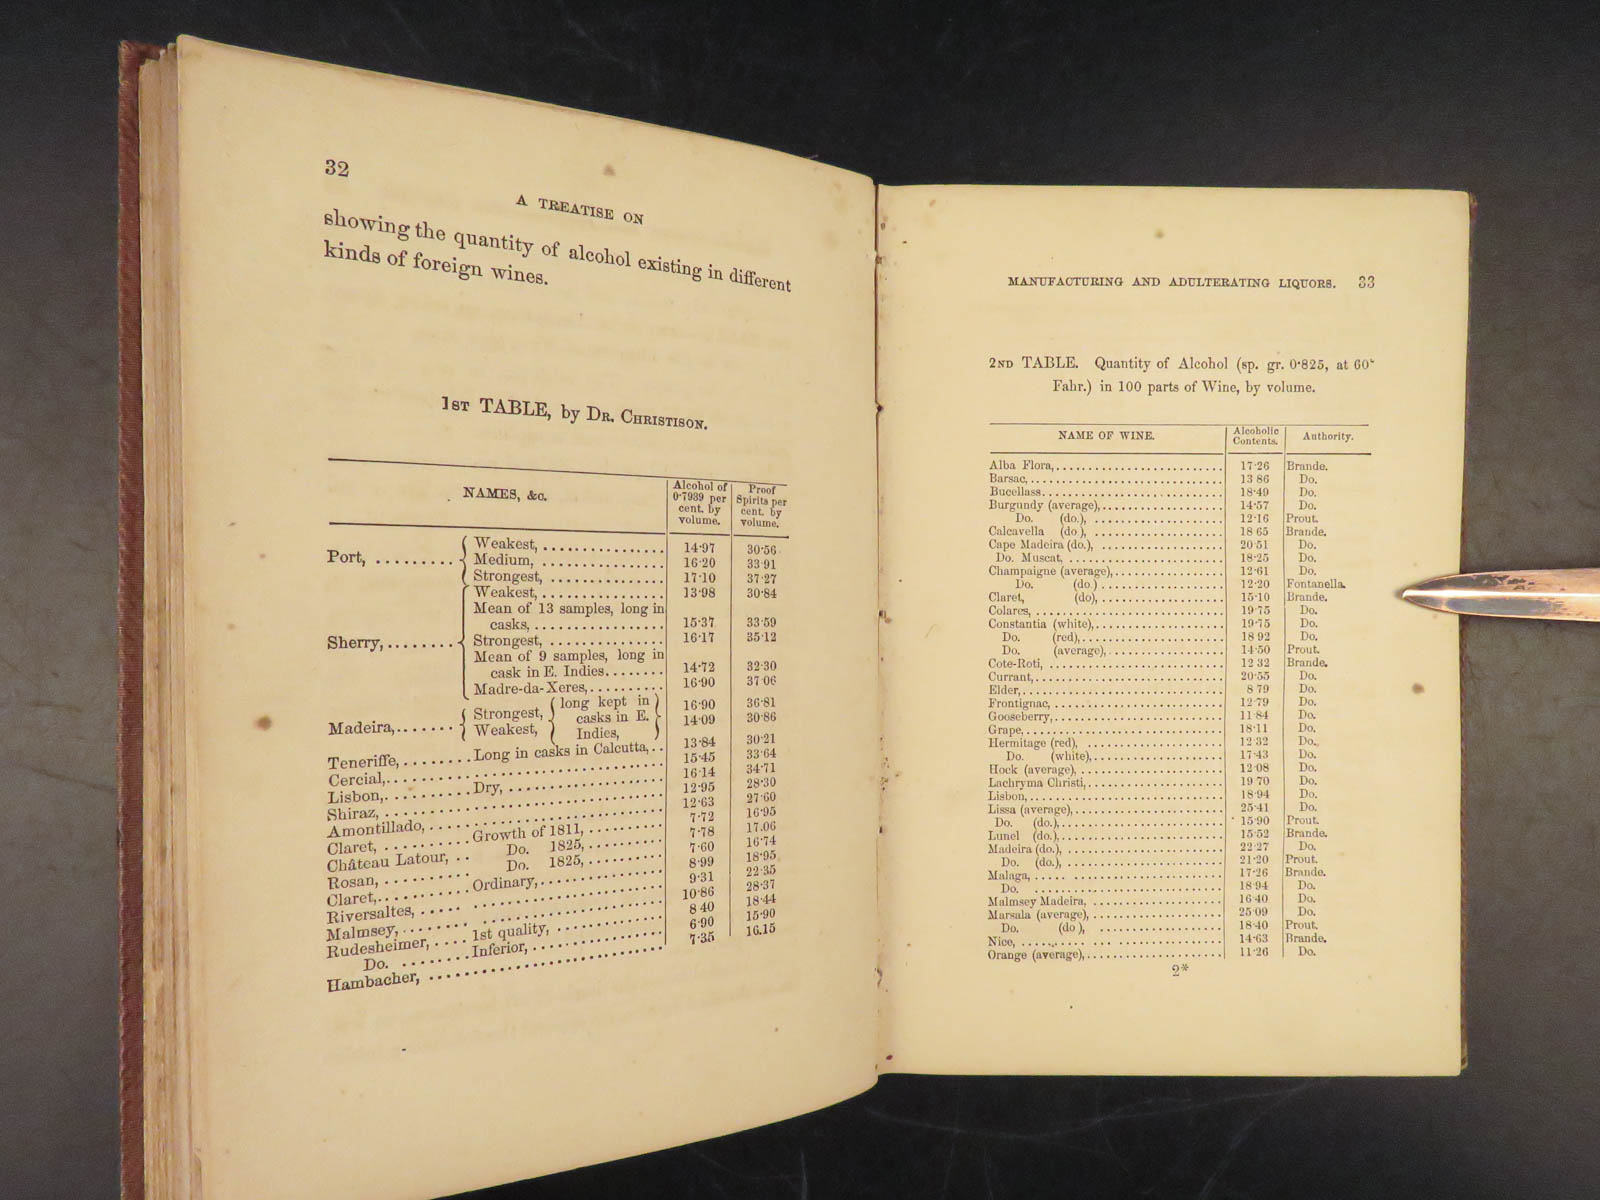 32
A TREATISE ON
showing the quantity of alcohol existing in different
kinds of foreign wines.
1ST TABLE, by DR. CHRISTISON.
NAMES, &c. Alcohol of 0·7939 per cent. by volume. Proof Spirits per cent. by volume.
Port, Weakest, 14·97 30·56
Medium, 16·20 33 91
Strongest, 17·10 37·27
Sherry, Weakest, 13·98 30·84
Mean of 13 samples, long in
casks, 15·37 33·59
Strongest, 16·17 35·12
Mean of 9 samples, long in
cask in E. Indies 14·72 32·30
Madre-da-Xeres, 16·90 37 06
Madeira, Strongest, long kept in casks in E. Indies, 16·90 36·81
Weakest, 14·09 30·86
Teneriffe, Long in casks in Calcutta, 13·84 30·21
Cercial, 15·45 33·64
Lisbon, Dry, 16·14 34·71
Shiraz, 12·95 28·30
Amontillado, 12·63 27·60
Claret, Growth of 1811, 7·72 16·95
Château Latour, Do. 1825, 7·78 17.06
Rosan, Do. 1825, 7·60 16·74
Claret, Ordinary, 8·99 18·95
Riversaltes, 9·31 22·35
Malmsey, 10·86 28·37
Rudesheimer, 1st quality, 8 40 18·44
Do. Inferior, 6·90 15·90
Hambacher, 7·35 16.15
MANUFACTURING AND ADULTERATING LIQUORS. 33
2ND TABLE. Quantity of Alcohol (sp. gr. 0·825, at 60°
Fahr.) in 100 parts of Wine, by volume.
NAME OF WINE. Alcoholic Contents. Authority.
Alba Flora, 17·26 Brande.
Barsac, 13 86 Do.
Bucellass 18·49 Do.
Burgundy (average), 14·57 Do.
Do. (do.), 12·16 Prout.
Calcavella (do ), 18 65 Brande.
Cape Madeira (do.), 20 51 Do.
Do. Muscat, 18·25 Do.
Champaigne (average), 12·61 Do.
Do. (do.) 12·20 Fontanella.
Claret, (do), 15·10 Brande.
Colares, 19·75 Do.
Constantia (white), 19·75 Do.
Do. (red), 18 92 Do.
Do. (average), 14·50 Prout.
Cote-Roti, 12 32 Brande.
Currant, 20·55 Do.
Elder, 8 79 Do.
Frontignac, 12·79 Do.
Gooseberry, 11·84 Do.
Grape, 18·11 Do.
Hermitage (red), 12 32 Do.
Do. (white), 17·43 Do.
Hock (average), 12·08 Do.
Lachryma Christi, 19 70 Do.
Lisbon, 18·94 Do.
Lissa (average), 25·41 Do.
Do. (do.), 15·90 Prout.
Lunel (do.), 15·52 Brande.
Madeira (do.), 22·27 Do.
Do. (do.), 21·20 Prout.
Malaga, 17·26 Brande.
Do. 18·94 Do.
Malmsey Madeira, 16 40 Do.
Marsala (average), 25 09 Do.
Do. (do ), 18·40 Prout.
Nice, 14·63 Brande.
Orange (average), 11·26 Do.
2*